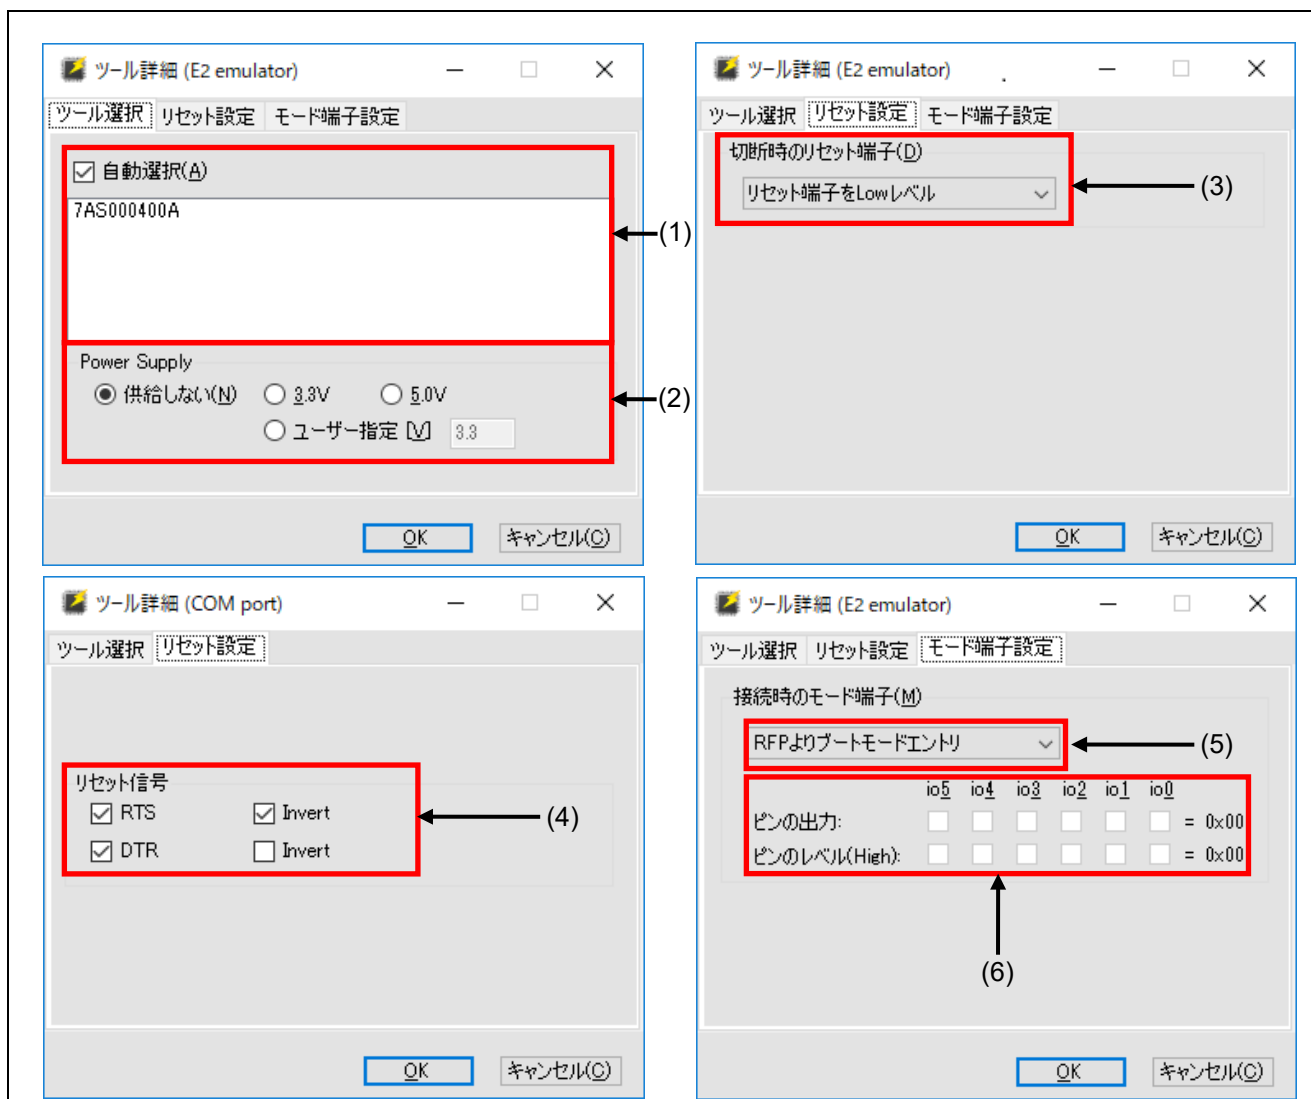 ツール詳細 (E2 emulator)
ツール選択 リセット設定 モード端子設定
自動選択(A)
7AS000400A
(1)
Power Supply
供給しない(N) 3.3V 5.0V
ユーザー指定 [V] 3.3
(2)
OK キャンセル(C)
ツール詳細 (E2 emulator)
ツール選択 リセット設定 モード端子設定
切断時のリセット端子(D)
リセット端子をLowレベル
(3)
OK キャンセル(C)
ツール詳細 (COM port)
ツール選択 リセット設定
リセット信号
RTS Invert
DTR Invert
(4)
OK キャンセル(C)
ツール詳細 (E2 emulator)
ツール選択 リセット設定 モード端子設定
接続時のモード端子(M)
RFPよりブートモードエントリ
(5)
io5 io4 io3 io2 io1 io0
ピンの出力: = 0x00
ピンのレベル(High): = 0x00
(6)
OK キャンセル(C)